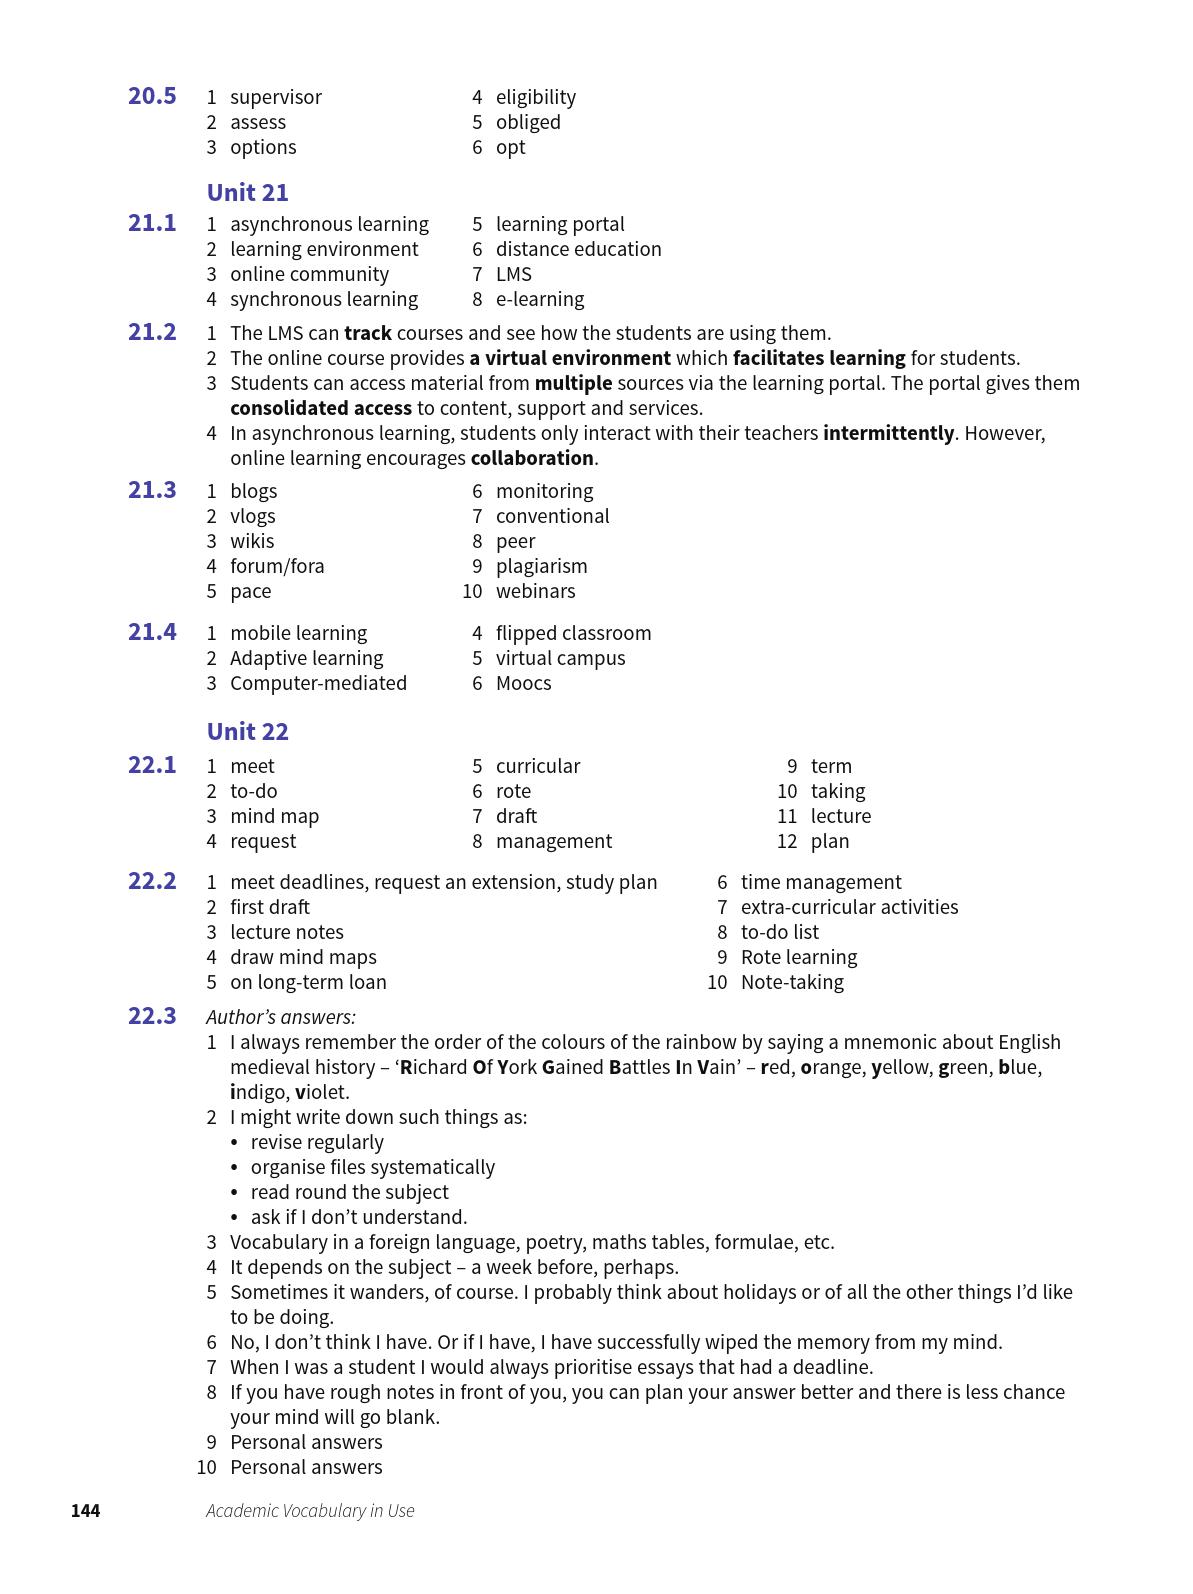 20.5 1 supervisor 4 eligibility
2 assess 5 obliged
3 options 6 opt
Unit 21
21.1 1 asynchronous learning 5 learning portal
2 learning environment 6 distance education
3 online community 7 LMS
4 synchronous learning 8 e-learning
21.2 1 The LMS can track courses and see how the students are using them.
2 The online course provides a virtual environment which facilitates learning for students.
3 Students can access material from multiple sources via the learning portal. The portal gives them
consolidated access to content, support and services.
4 In asynchronous learning, students only interact with their teachers intermittently. However,
online learning encourages collaboration.
21.3 1 blogs 6 monitoring
2 vlogs 7 conventional
3 wikis 8 peer
4 forum/fora 9 plagiarism
5 pace 10 webinars
21.4 1 mobile learning 4 flipped classroom
2 Adaptive learning 5 virtual campus
3 Computer-mediated 6 Moocs
Unit 22
22.1 1 meet 5 curricular 9 term
2 to-do 6 rote 10 taking
3 mind map 7 draft 11 lecture
4 request 8 management 12 plan
22.2 1 meet deadlines, request an extension, study plan 6 time management
2 first draft 7 extra-curricular activities
3 lecture notes 8 to-do list
4 draw mind maps 9 Rote learning
5 on long-term loan 10 Note-taking
22.3 Author's answers:
1 I always remember the order of the colours of the rainbow by saying a mnemonic about English
medieval history – ‘Richard Of York Gained Battles In Vain’ – red, orange, yellow, green, blue,
indigo, violet.
2 I might write down such things as:
• revise regularly
• organise files systematically
• read round the subject
• ask if I don’t understand.
3 Vocabulary in a foreign language, poetry, maths tables, formulae, etc.
4 It depends on the subject – a week before, perhaps.
5 Sometimes it wanders, of course. I probably think about holidays or of all the other things I’d like
to be doing.
6 No, I don’t think I have. Or if I have, I have successfully wiped the memory from my mind.
7 When I was a student I would always prioritise essays that had a deadline.
8 If you have rough notes in front of you, you can plan your answer better and there is less chance
your mind will go blank.
9 Personal answers
10 Personal answers
144 Academic Vocabulary in Use